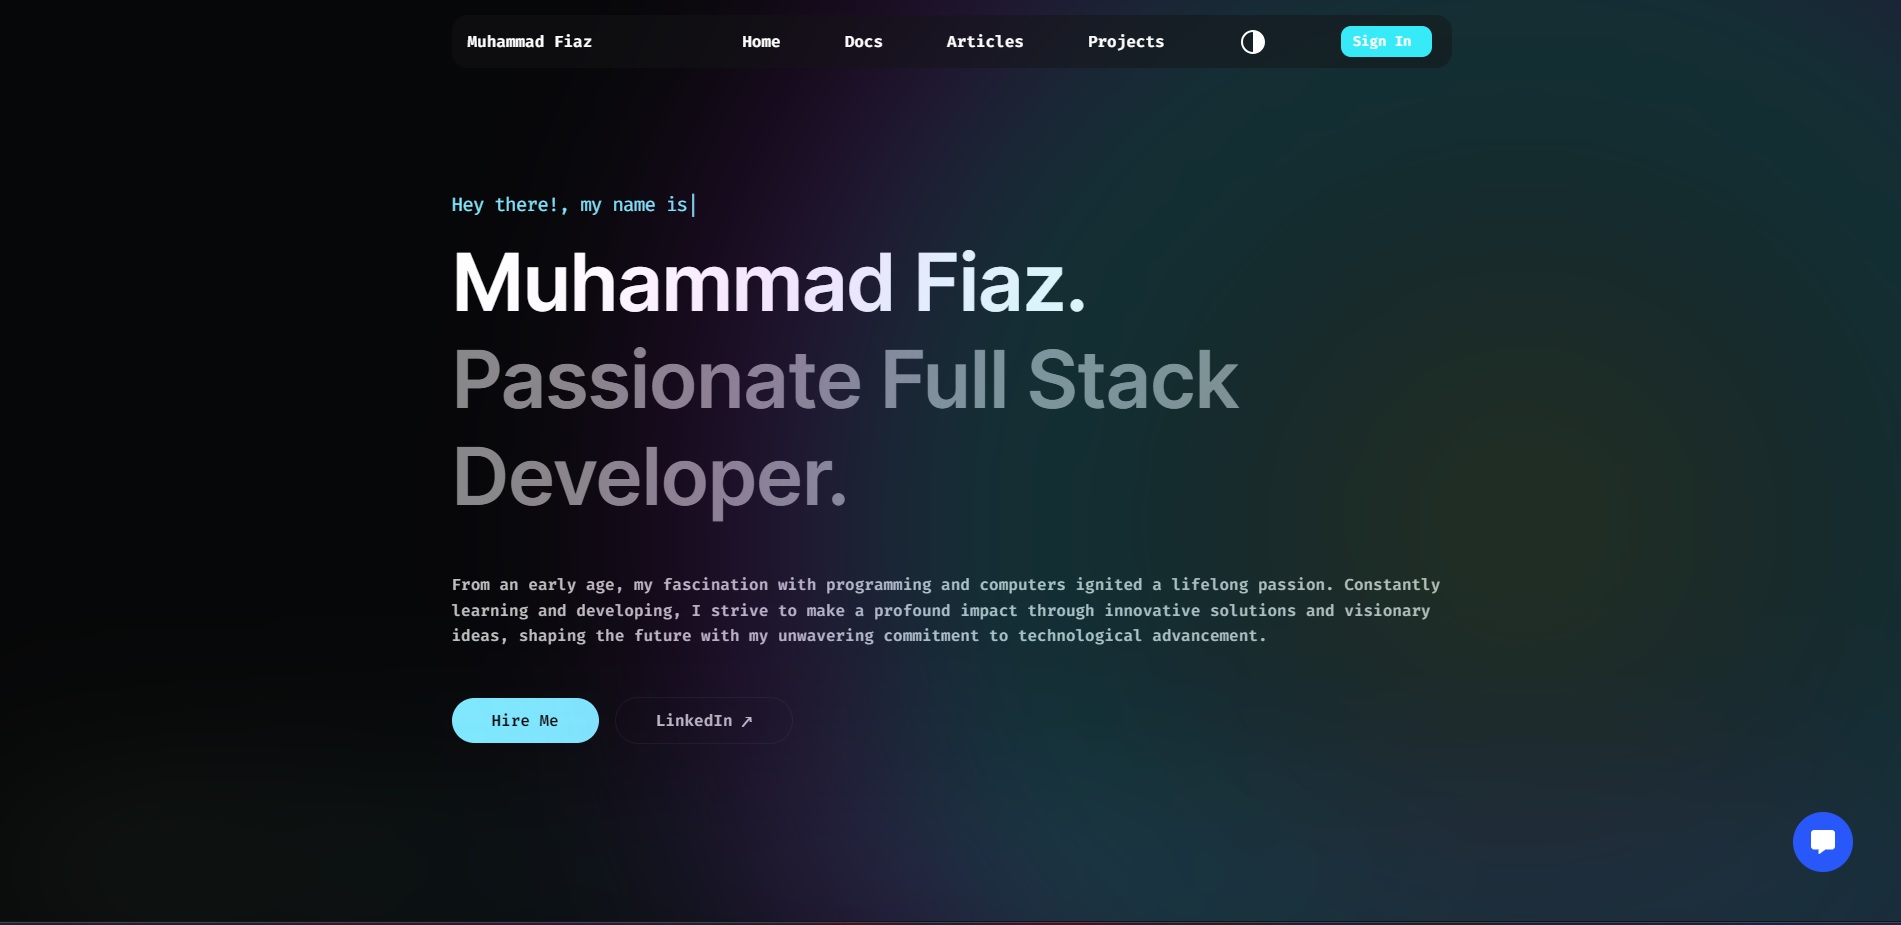 Muhammad Fiaz Home Docs Articles Projects Sign In
Hey there!, my name is
Muhammad Fiaz.
Passionate Full Stack
Developer.
From an early age, my fascination with programming and computers ignited a lifelong passion. Constantly
learning and developing, I strive to make a profound impact through innovative solutions and visionary
ideas, shaping the future with my unwavering commitment to technological advancement.
Hire Me LinkedIn ↗